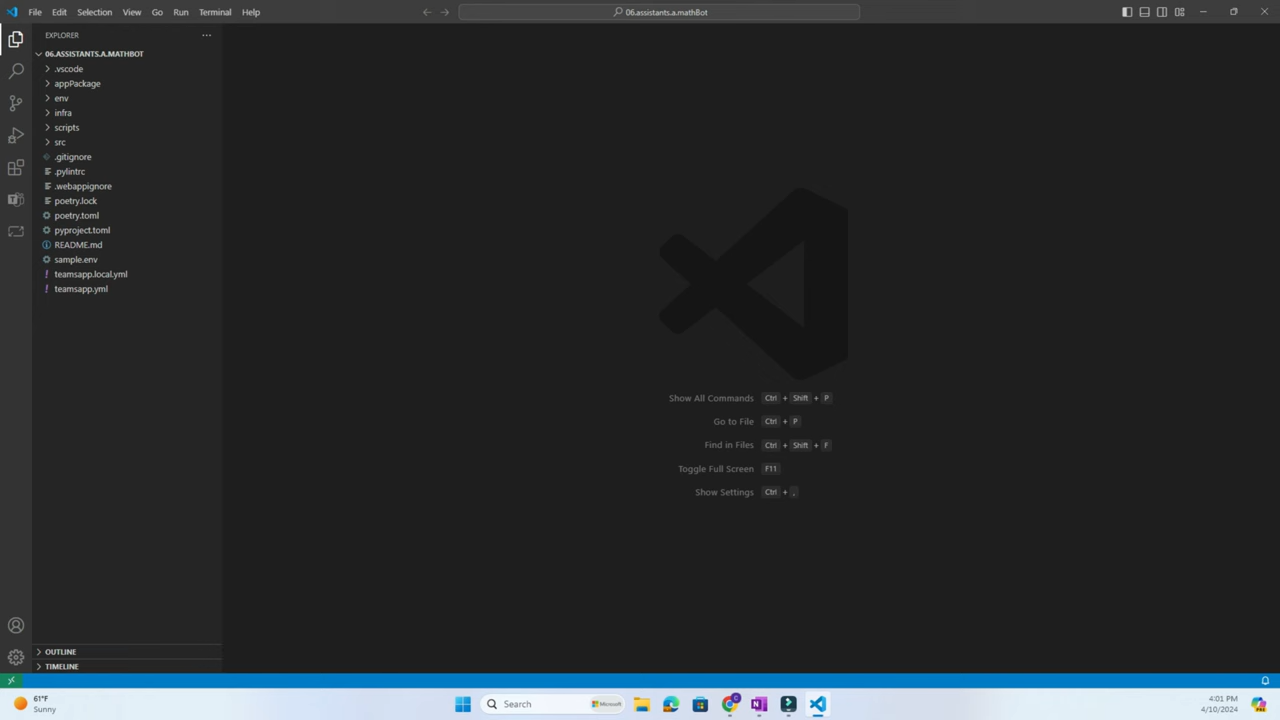 File Edit Selection View Go Run Terminal Help
06.assistants.a.mathBot
EXPLORER
06.ASSISTANTS.A.MATHBOT
.vscode
appPackage
env
infra
scripts
src
.gitignore
.pylintrc
.webappignore
poetry.lock
poetry.toml
pyproject.toml
README.md
sample.env
! teamsapp.local.yml
! teamsapp.yml
Show All Commands Ctrl + Shift + P
Go to File Ctrl + P
Find in Files Ctrl + Shift + F
Toggle Full Screen F11
Show Settings Ctrl + ,
OUTLINE
TIMELINE
61°F
Sunny
Search
Microsoft
4:01 PM
4/10/2024